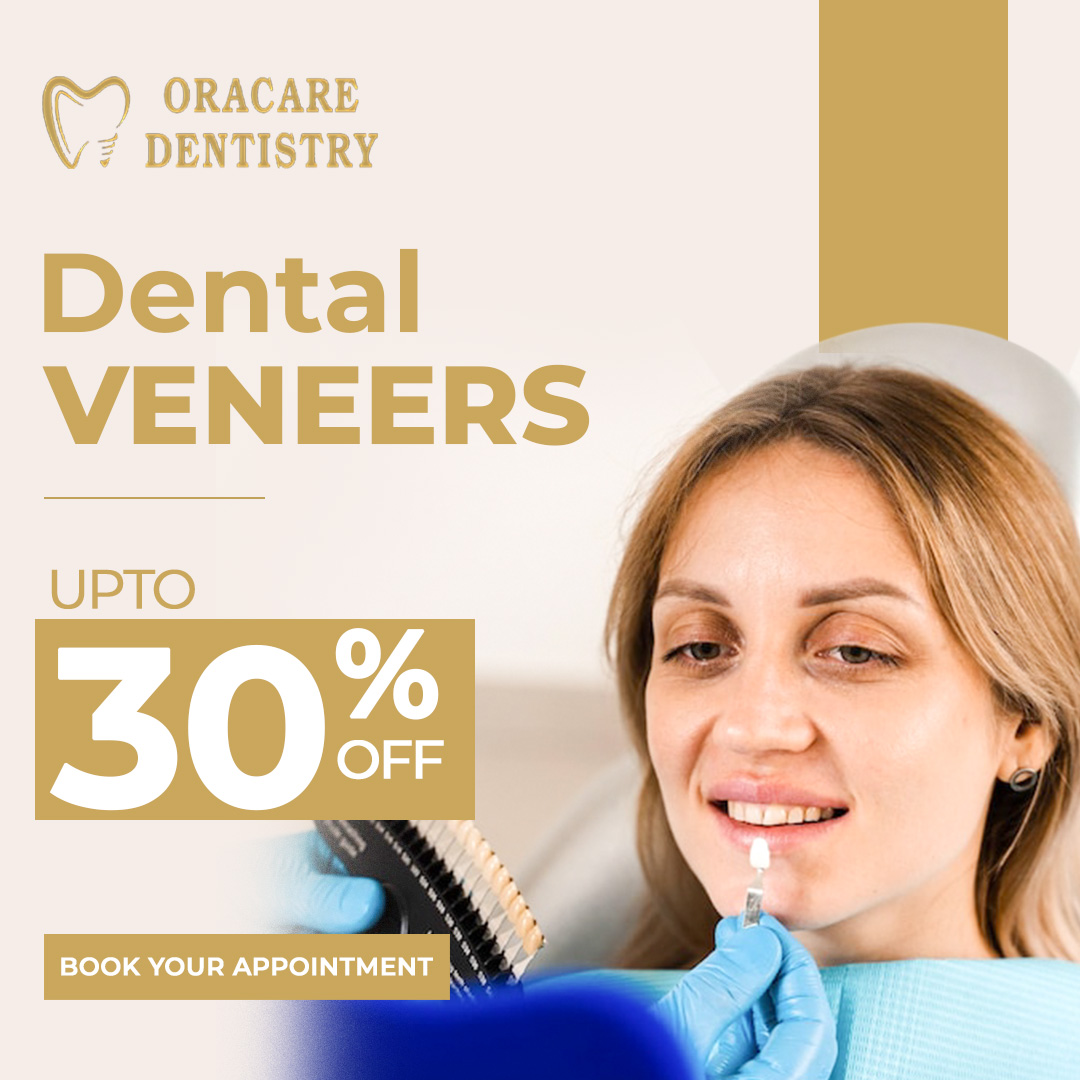 ORACARE
DENTISTRY
Dental
VENEERS
UPTO
30%
OFF
BOOK YOUR APPOINTMENT